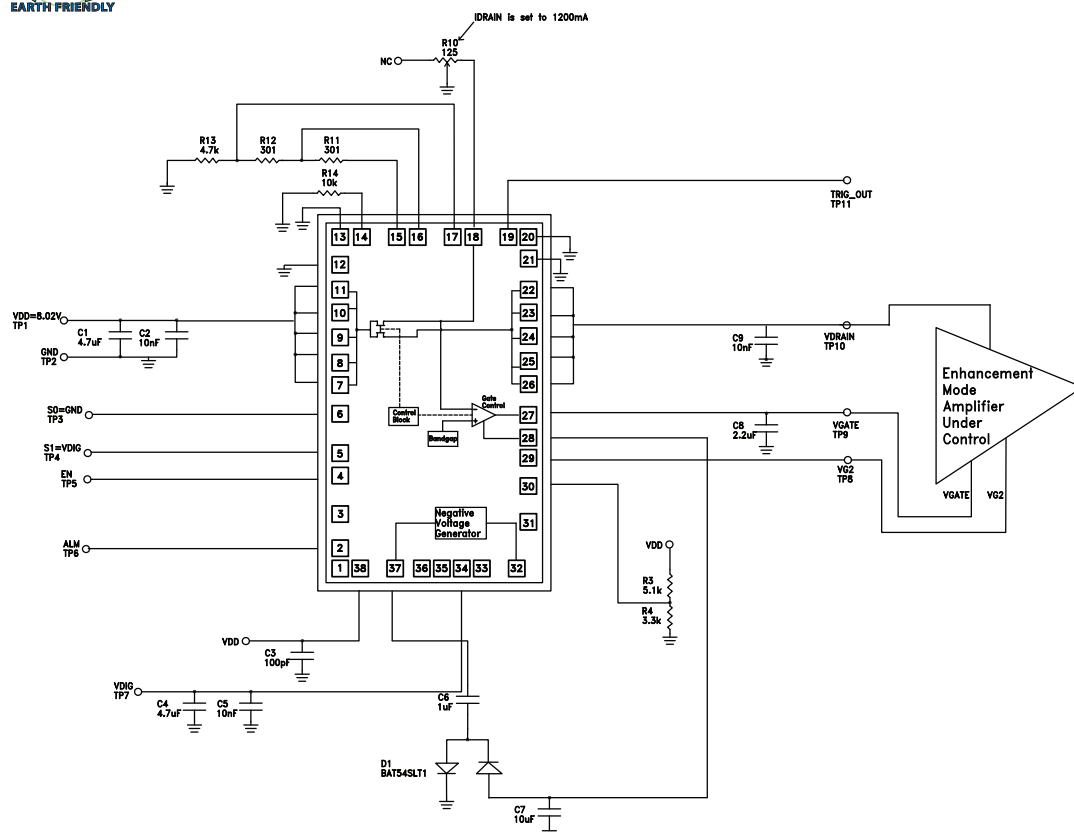 EARTH FRIENDLY
IDRAIN is set to 1200mA
R10
125
NC
R13
4.7k
R12
301
R11
301
R14
10k
TRIG_OUT
TP11
13
14
15
16
17
18
19
20
12
21
11
10
9
8
7
22
23
24
25
26
VDD=8.02V
TP1
C1
4.7uF
C2
10nF
GND
TP2
C9
10nF
VDRAIN
TP10
S0=GND
TP3
6
Control
Block
Gate
Control
Bandgap
27
28
29
C8
2.2uF
VGATE
TP9
Enhancement
Mode
Amplifier
Under
Control
S1=VDIG
TP4
5
EN
TP5
4
VG2
TP8
30
VGATE
VG2
3
Negative
Voltage
Generator
31
ALM
TP6
2
1
38
37
36
35
34
33
32
VDD
R3
5.1k
R4
3.3k
VDD
C3
100pF
VDIG
TP7
C4
4.7uF
C5
10nF
C6
1uF
D1
BAT54SLT1
C7
10uF